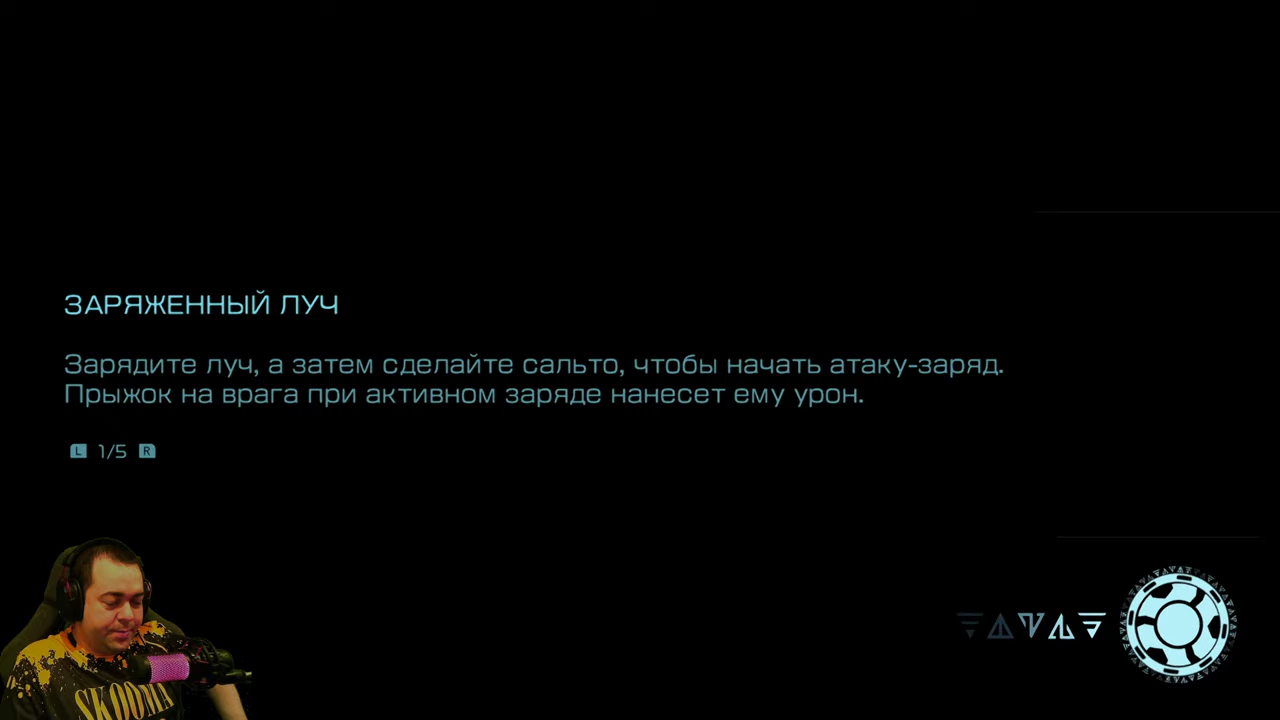 ЗАРЯЖЕННЫЙ ЛУЧ
Зарядите луч, а затем сделайте сальто, чтобы начать атаку-заряд.
Прыжок на врага при активном заряде нанесет ему урон.
L 1/5 R
SKOOMA